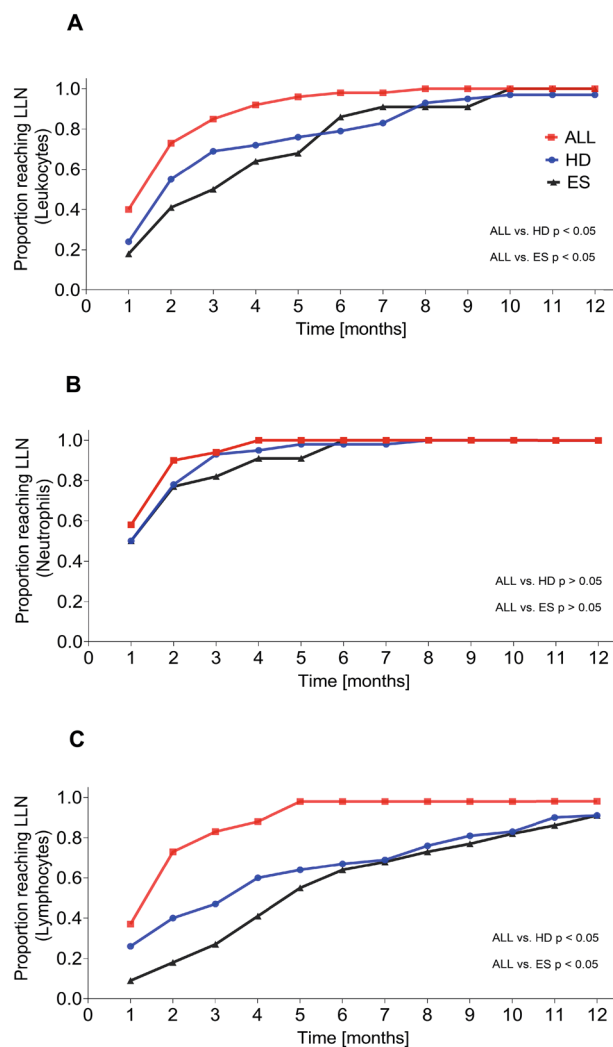 A
Proportion reaching LLN
(Leukocytes)
1.0
0.8
0.6
0.4
0.2
0.0
ALL
HD
ES
ALL vs. HD p < 0.05
ALL vs. ES p < 0.05
0 1 2 3 4 5 6 7 8 9 10 11 12
Time [months]
B
Proportion reaching LLN
(Neutrophils)
1.0
0.8
0.6
0.4
0.2
0.0
ALL vs. HD p > 0.05
ALL vs. ES p > 0.05
0 1 2 3 4 5 6 7 8 9 10 11 12
Time [months]
C
Proportion reaching LLN
(Lymphocytes)
1.0
0.8
0.6
0.4
0.2
0.0
ALL vs. HD p < 0.05
ALL vs. ES p < 0.05
0 1 2 3 4 5 6 7 8 9 10 11 12
Time [months]